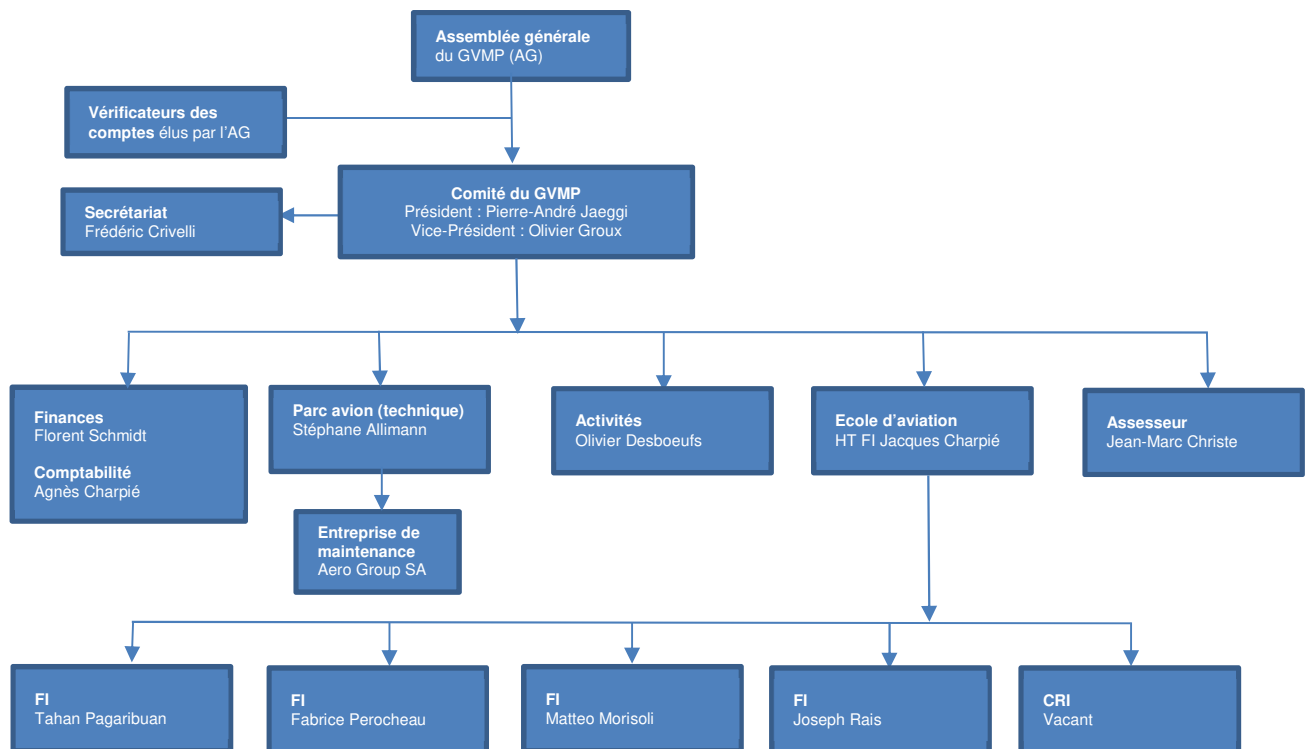 Assemblée générale
du GVMP (AG)
Vérificateurs des
comptes élus par l'AG
Comité du GVMP
Président : Pierre-André Jaeggi
Vice-Président : Olivier Groux
Secrétariat
Frédéric Crivelli
Finances
Florent Schmidt
Comptabilité
Agnès Charpié
Parc avion (technique)
Stéphane Allimann
Activités
Olivier Desboeufs
Ecole d'aviation
HT FI Jacques Charpié
Assesseur
Jean-Marc Christe
Entreprise de
maintenance
Aero Group SA
FI
Tahan Pagaribuan
FI
Fabrice Perocheau
FI
Matteo Morisoli
FI
Joseph Rais
CRI
Vacant